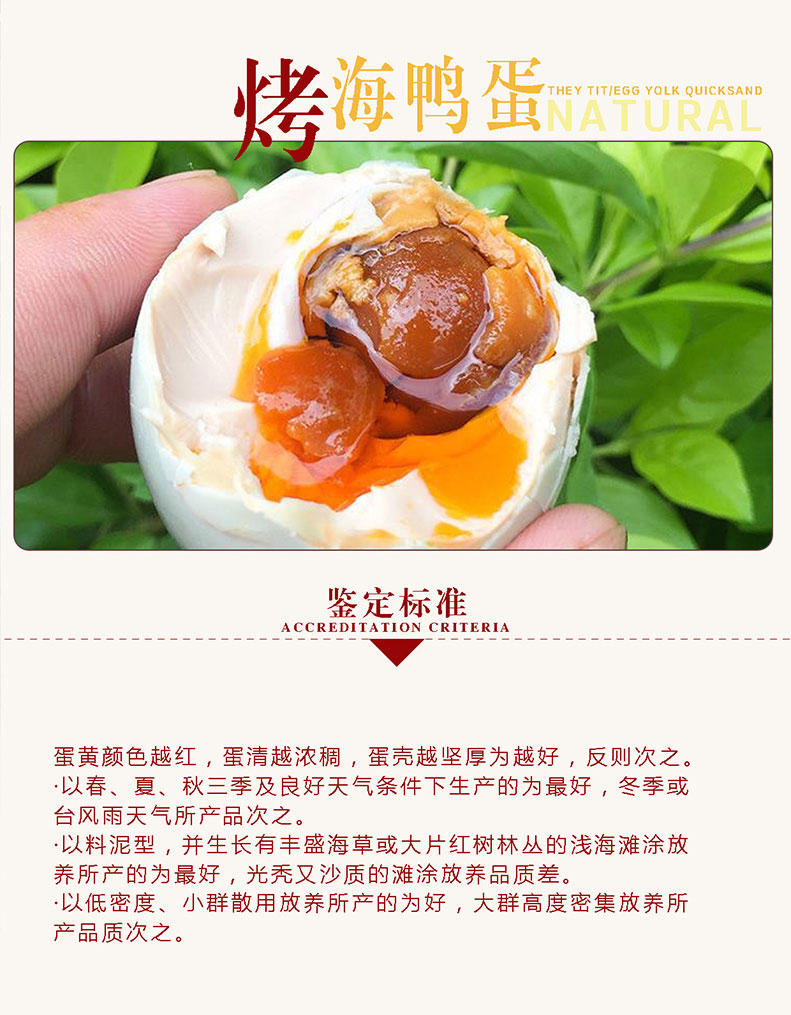 烤海鸭蛋
THEY TIT/EGG YOLK QUICKSAND
NATURAL
鉴定标准
ACCREDITATION CRITERIA
蛋黄颜色越红，蛋清越浓稠，蛋壳越坚厚为越好，反则次之。
·以春、夏、秋三季及良好天气条件下生产的为最好，冬季或
台风雨天气所产品次之。
·以料泥型，并生长有丰盛海草或大片红树林丛的浅海滩涂放
养所产的为最好，光秃又沙质的滩涂放养品质差。
·以低密度、小群散用放养所产的为好，大群高度密集放养所
产品质次之。